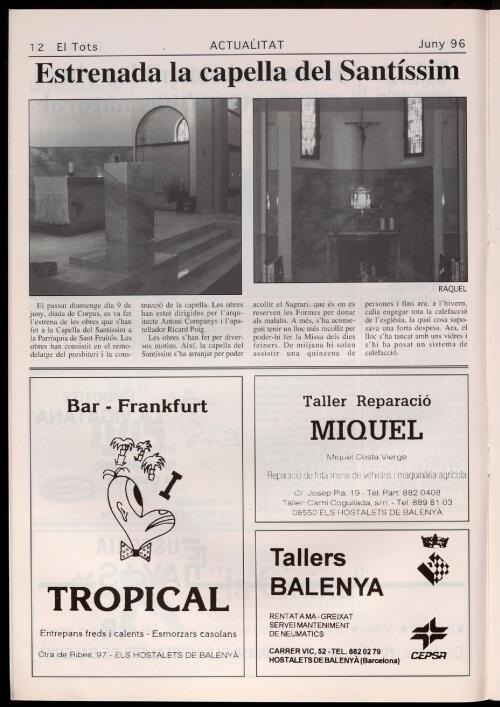 12 El Tots
ACTUALITAT
Juny 96
Estrenada la capella del Santíssim
RAQUEL
El passat diumenge dia 9 de
juny, diada de Corpus, es va fer
l'estrena de les obres que s'han
fet a la Capella del Santíssim a
la Parròquia de Sant Fruitós. Les
obres han consistit en el remo-
delatge del presbiteri i la cons-
trucció de la capella. Les obres
han estat dirigides per l'arqui-
tecte Antoni Companys i l'apa-
rellador Ricard Poig.
Les obres s'han fet per diver-
sos motius. Així, la capella del
Santíssim s'ha arranjat per poder
acollir el Sagrari, que és on es
reserven les Formes per donar
als malalts. A més, s'ha aconse-
guit tenir un lloc més recollit per
poder-hi fer la Missa dels dies
feiners. De mitjana hi solen
assistir una quinzena de
persones i fins ara, a l'hivern,
calia engegar tota la calefacció
de l'església, la qual cosa supo-
sava una forta despesa. Ara, el
lloc s'ha tancat amb uns vidres i
s'hi ha posat un sistema de
calefacció.
Bar - Frankfurt
TROPICAL
Entrepans freds i calents - Esmorzars casolans
Ctra de Ribes, 97 - ELS HOSTALETS DE BALENYÀ
Taller Reparació
MIQUEL
Miquel Costa Vierge
Reparació de tota mena de vehicles i maquinària agrícola.
C/. Josep Pla, 19 - Tel. Part. 882 0408
Taller: Camí Cogullada, s/n. - Tel. 889 81 03
08550 ELS HOSTALETS DE BALENYÀ
Tallers
BALENYA
RENTATAMA - GREIXAT
SERVEI MANTENIMENT
DE NEUMATICS
CARRER VIC, 52 - TEL. 882 02 79
HOSTALETS DE BALENYÀ (Barcelona)
CEPSA